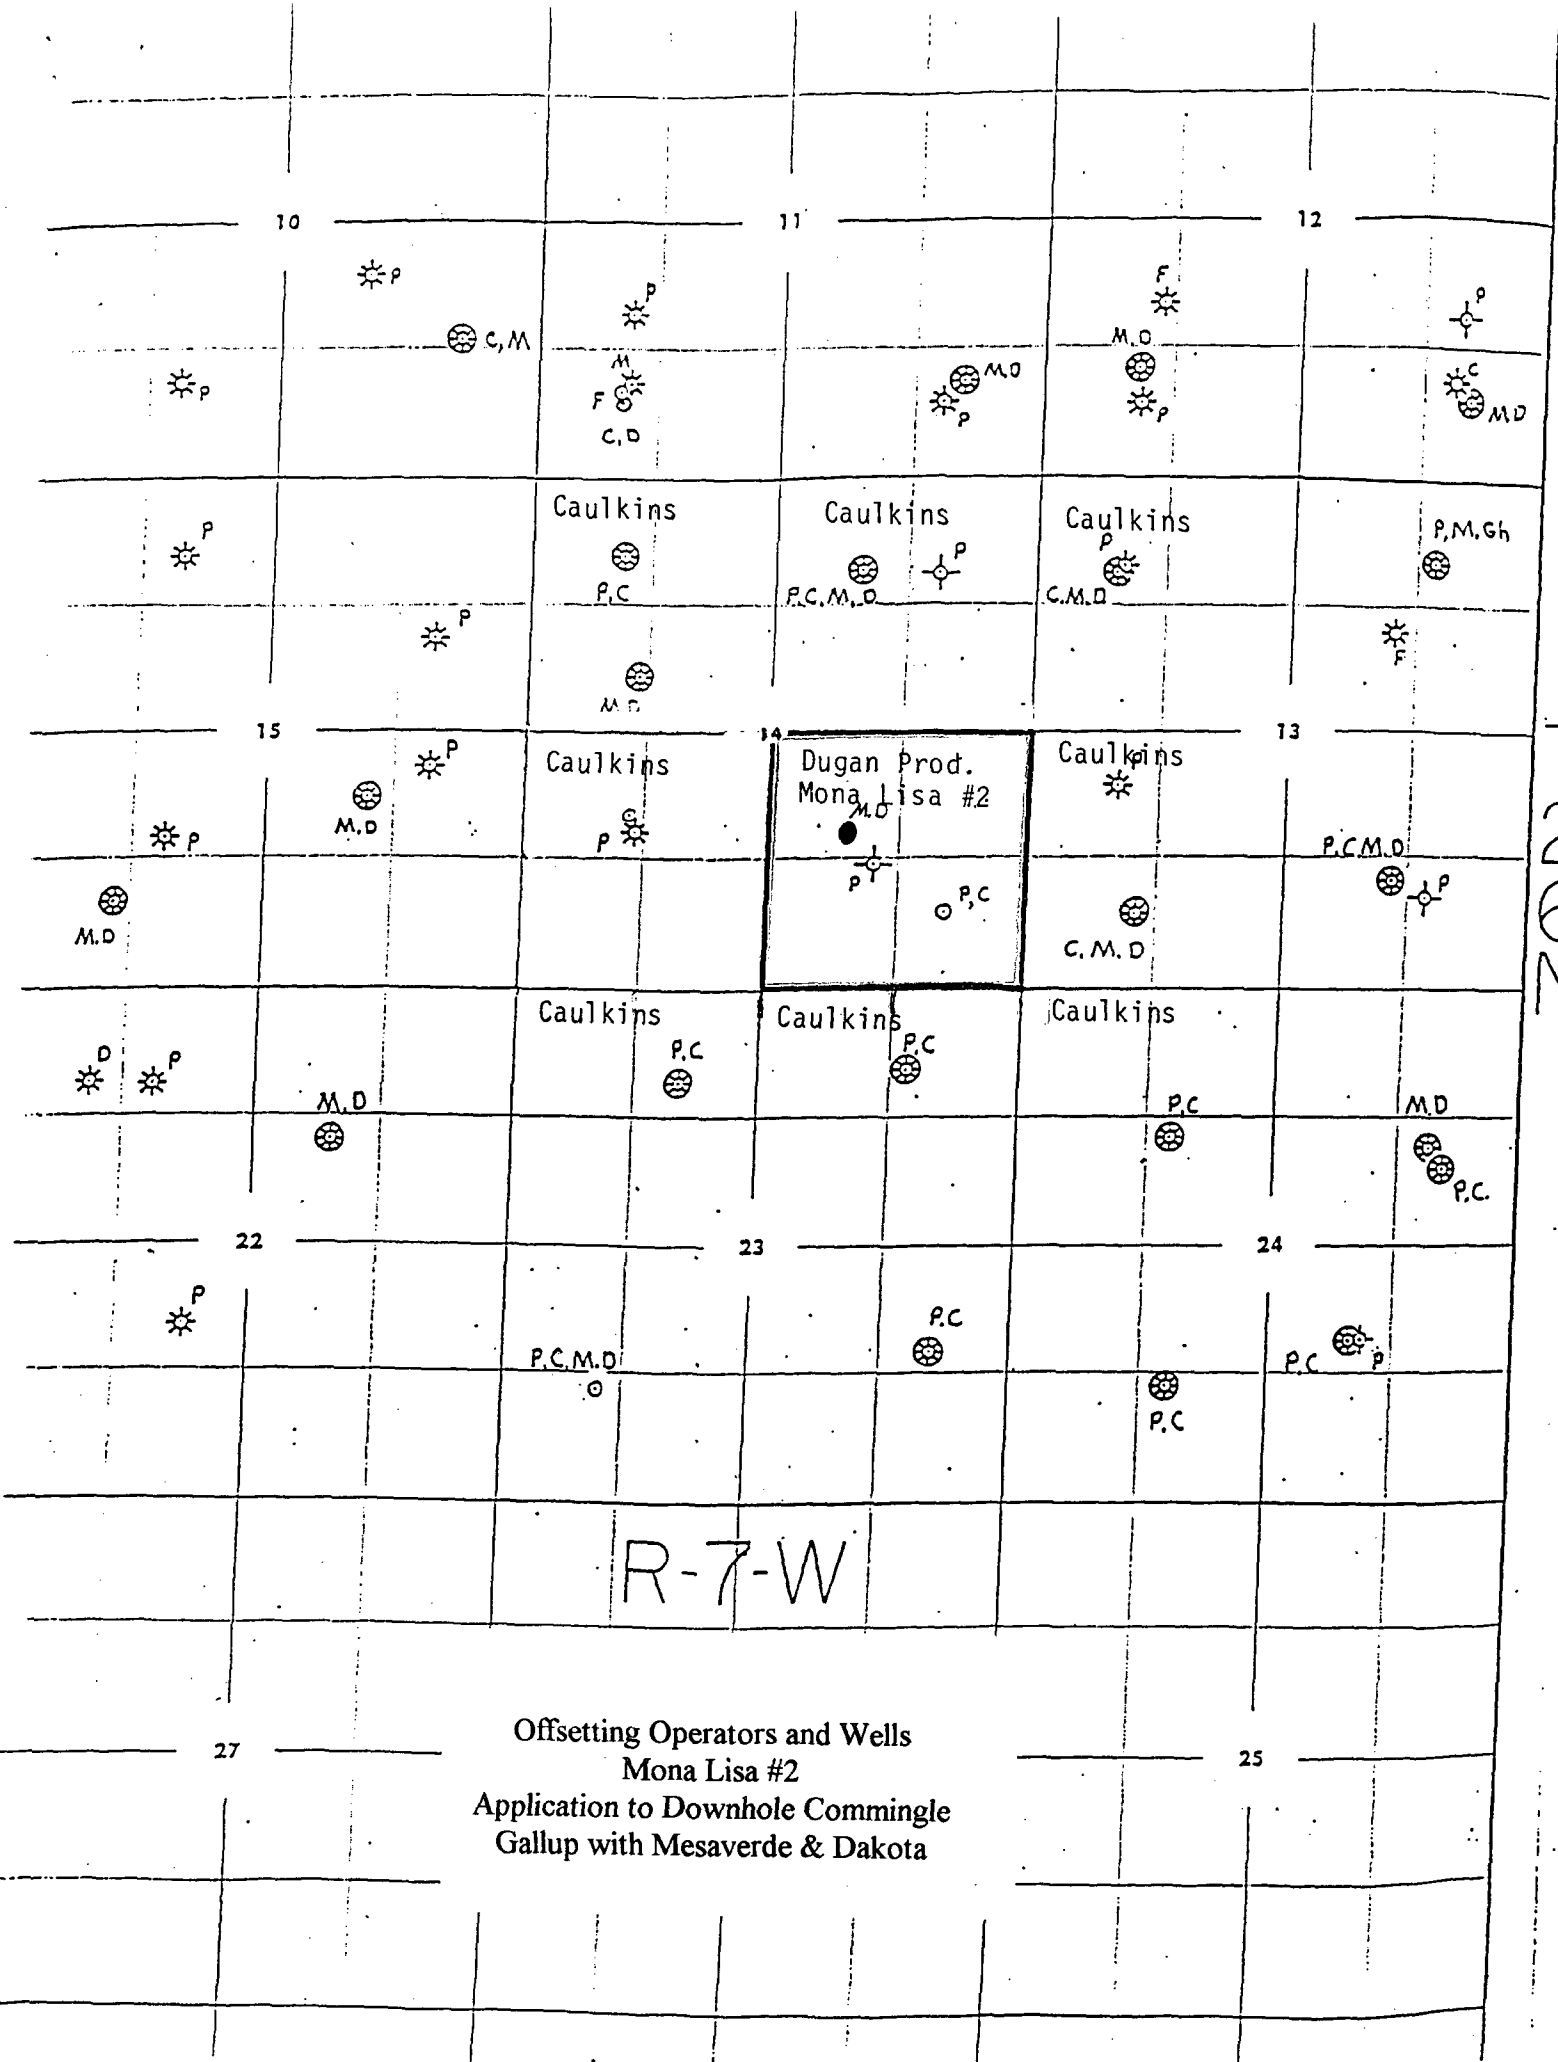 10
11
12
P
P
F
P
C, M
M
M.D
P
M.D
C
F
P
P
M.D
C, D
Caulkins
Caulkins
Caulkins
P
P
P
P, M. Gh
P, C
P. C. M. D
C. M. D
P
F
M. D
15
14
13
Caulkins
Dugan Prod.
Mona Lisa #2
Caulkins
P
P
M.D
M.D
P
P
P. C. M. D
P
P
P, C
M.D
C. M. D
Caulkins
Caulkins
Caulkins
D
P
P.C
P.C
M.D
P.C
M.D
P.C.
22
23
24
P
P.C
P.C.M.D
P.C
P
P.C
R-7-W
27
25
Offsetting Operators and Wells
Mona Lisa #2
Application to Downhole Commingle
Gallup with Mesaverde & Dakota